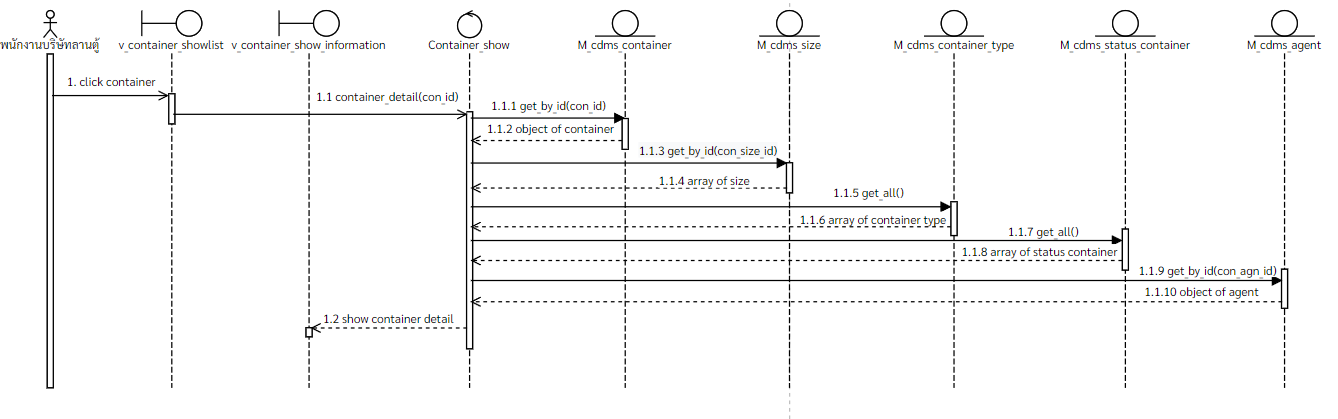 พนักงานบริษัทลานตู้ v_container_showlist v_container_show_information Container_show M_cdms_container M_cdms_size M_cdms_container_type M_cdms_status_container M_cdms_agent
1. click container
1.1 container_detail(con_id)
1.1.1 get_by_id(con_id)
1.1.2 object of container
1.1.3 get_by_id(con_size_id)
1.1.4 array of size
1.1.5 get_all()
1.1.6 array of container type
1.1.7 get_all()
1.1.8 array of status container
1.1.9 get_by_id(con_agn_id)
1.1.10 object of agent
1.2 show container detail